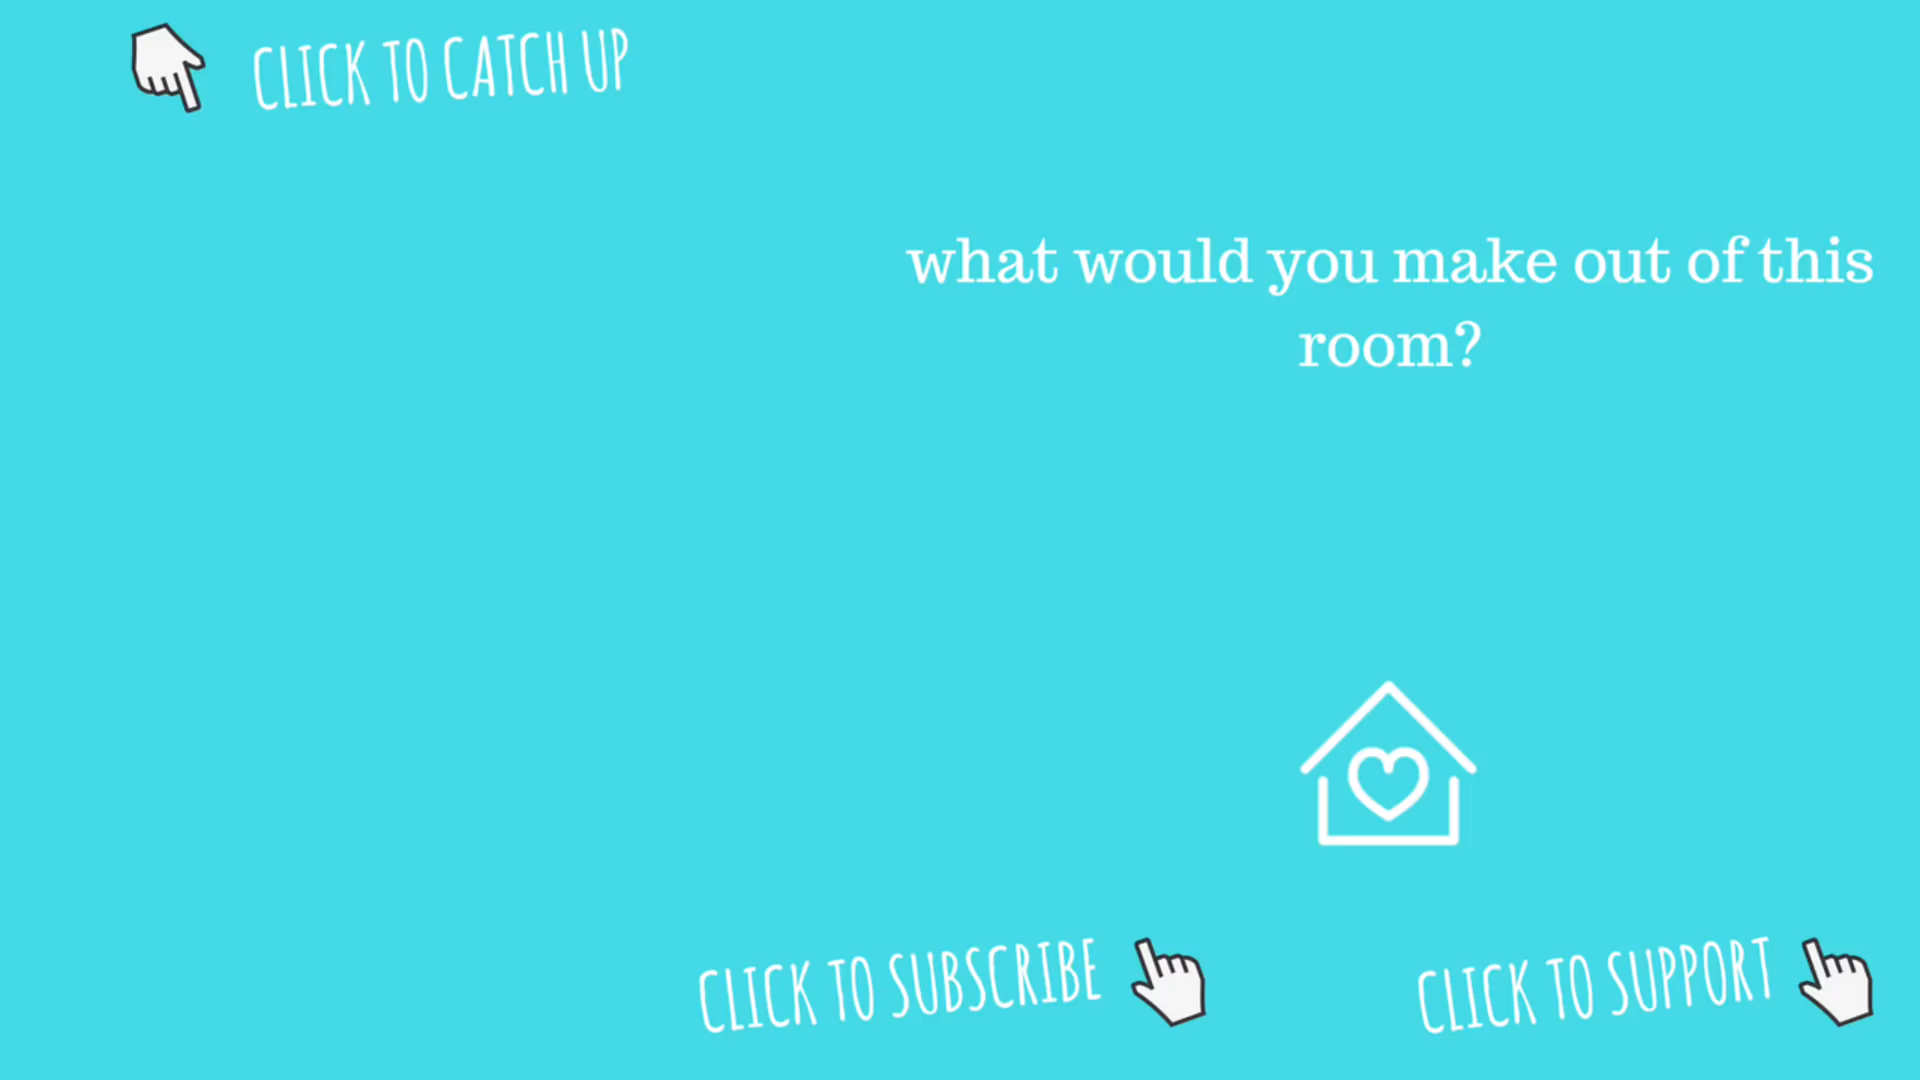 CLICK TO CATCH UP
what would you make out of this
room?
CLICK TO SUBSCRIBE
CLICK TO SUPPORT